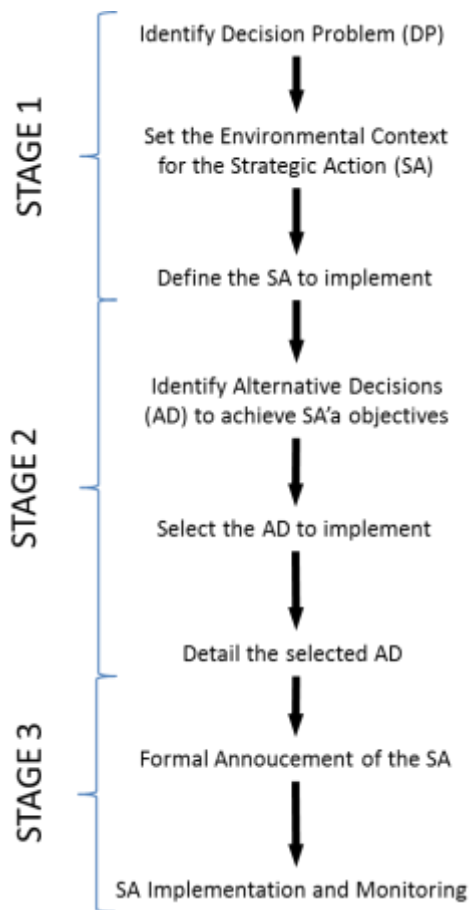 STAGE 1
Identify Decision Problem (DP)
Set the Environmental Context
for the Strategic Action (SA)
Define the SA to implement
STAGE 2
Identify Alternative Decisions
(AD) to achieve SA'a objectives
Select the AD to implement
Detail the selected AD
STAGE 3
Formal Annoucement of the SA
SA Implementation and Monitoring